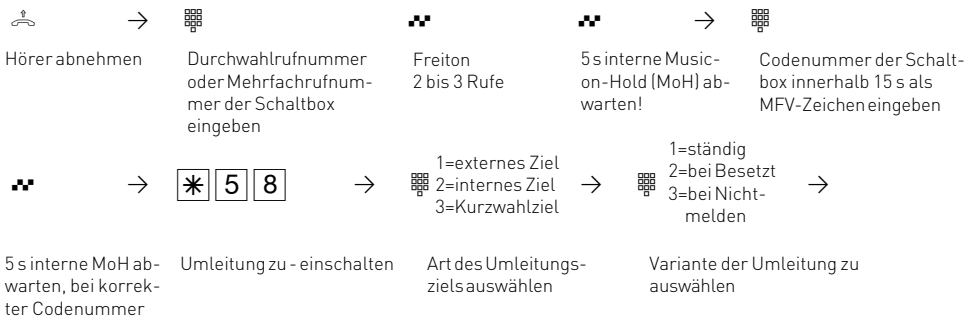 Hörer abnehmen
Durchwahlrufnummer
oder Mehrfachrufnum-
mer der Schaltbox
eingeben
Freiton
2 bis 3 Rufe
5 s interne Music-
on-Hold (MoH) ab-
warten!
Codenummer der Schalt-
box innerhalb 15 s als
MFV-Zeichen eingeben
* 5 8
1=externes Ziel
2=internes Ziel
3=Kurzwahlziel
1=ständig
2=bei Besetzt
3=bei Nicht-
melden
5 s interne MoH ab-
warten, bei korrek-
ter Codenummer
Umleitung zu - einschalten
Art des Umleitungs-
ziels auswählen
Variante der Umleitung zu
auswählen